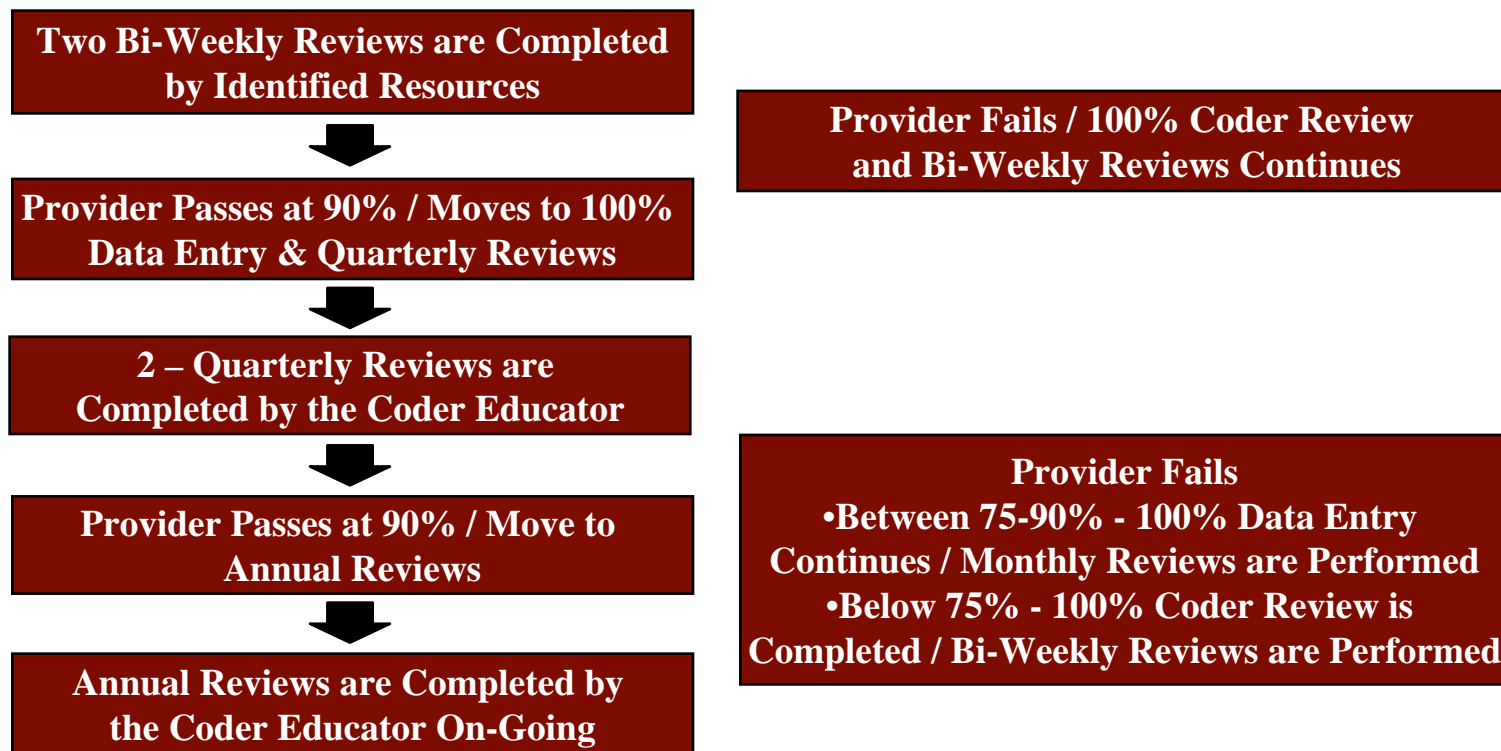 Two Bi-Weekly Reviews are Completed
by Identified Resources
Provider Fails / 100% Coder Review
and Bi-Weekly Reviews Continues
Provider Passes at 90% / Moves to 100%
Data Entry & Quarterly Reviews
2 – Quarterly Reviews are
Completed by the Coder Educator
Provider Passes at 90% / Move to
Annual Reviews
Provider Fails
•Between 75-90% - 100% Data Entry
Continues / Monthly Reviews are Performed
•Below 75% - 100% Coder Review is
Completed / Bi-Weekly Reviews are Performed
Annual Reviews are Completed by
the Coder Educator On-Going